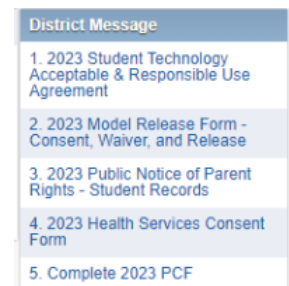 District Message
1. 2023 Student Technology
Acceptable & Responsible Use
Agreement
2. 2023 Model Release Form -
Consent, Waiver, and Release
3. 2023 Public Notice of Parent
Rights - Student Records
4. 2023 Health Services Consent
Form
5. Complete 2023 PCF